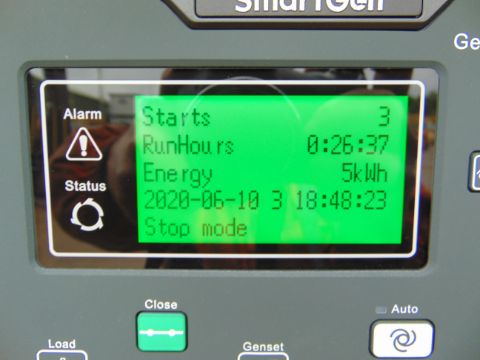 SmartGen
Ge
Alarm
Status
Starts 3
RunHours 0:26:37
Energy 5kWh
2020-06-10 3 18:48:23
Stop mode
Close
Auto
Load
Genset